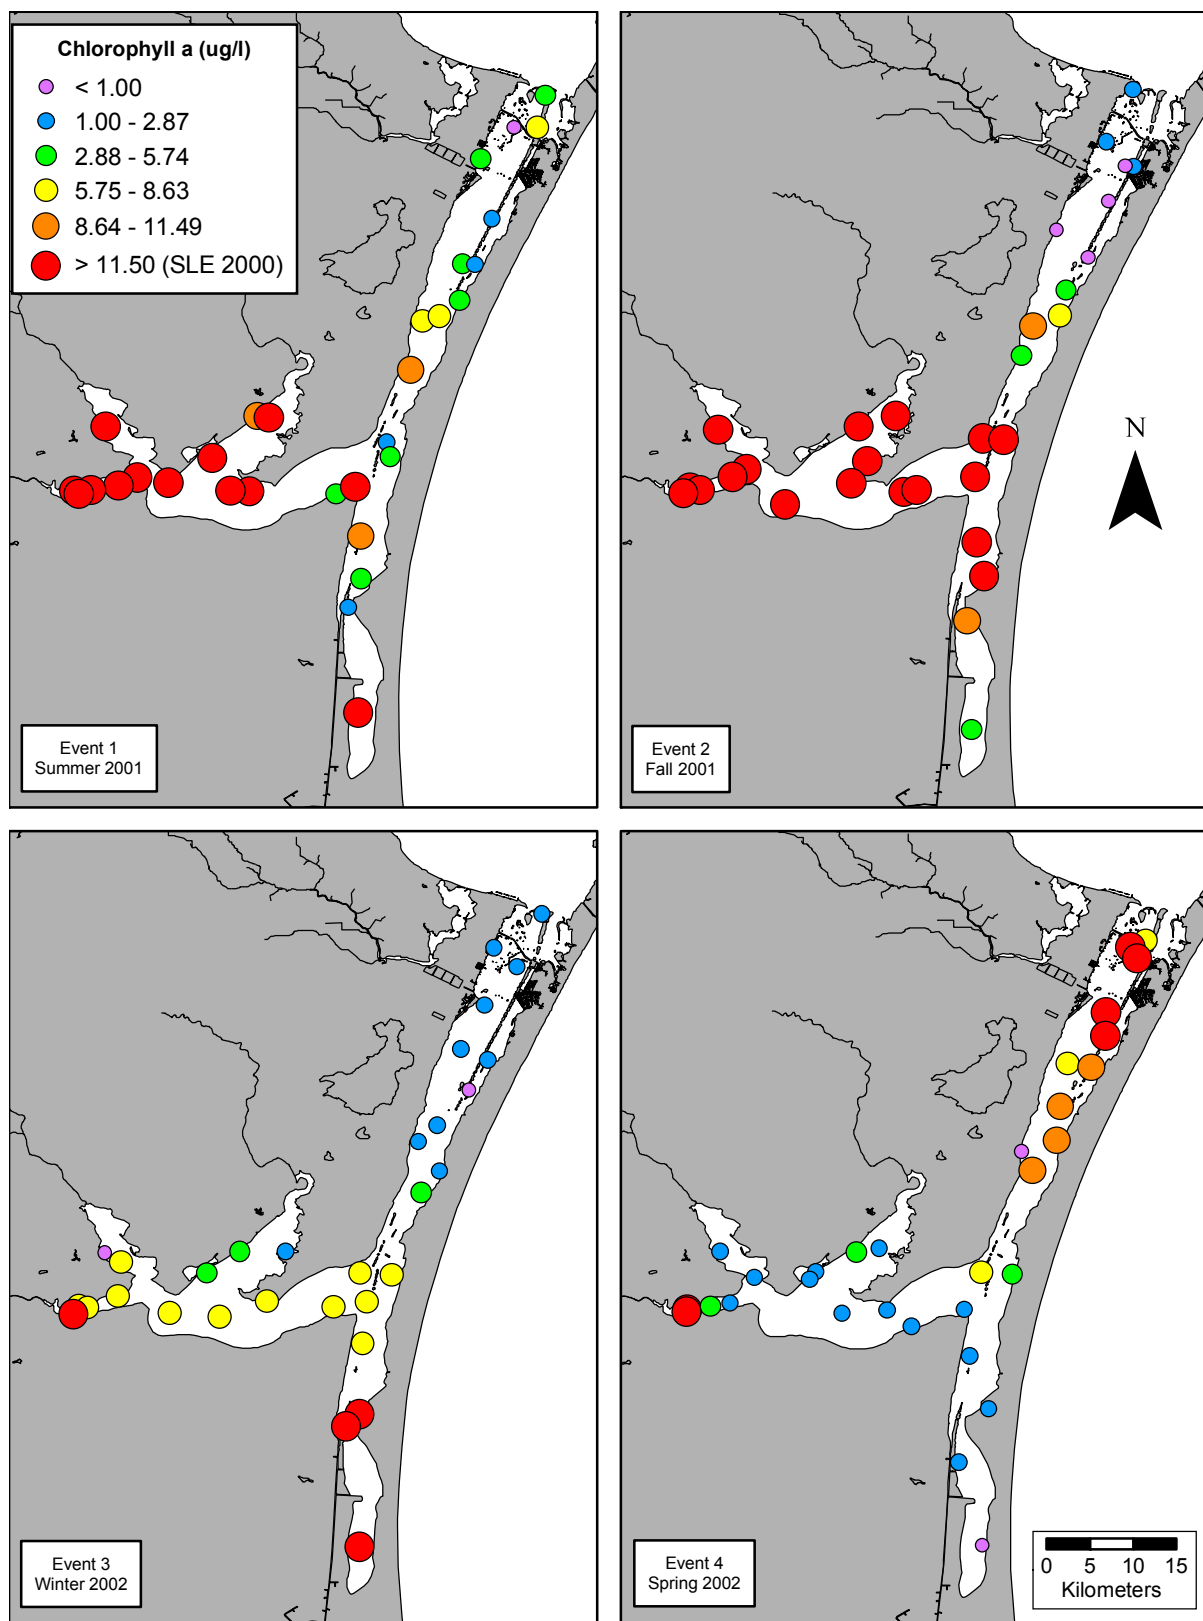 Chlorophyll a (ug/l)
< 1.00
1.00 - 2.87
2.88 - 5.74
5.75 - 8.63
8.64 - 11.49
> 11.50 (SLE 2000)
Event 1
Summer 2001
N
Event 2
Fall 2001
Event 3
Winter 2002
Event 4
Spring 2002
0 5 10 15
Kilometers